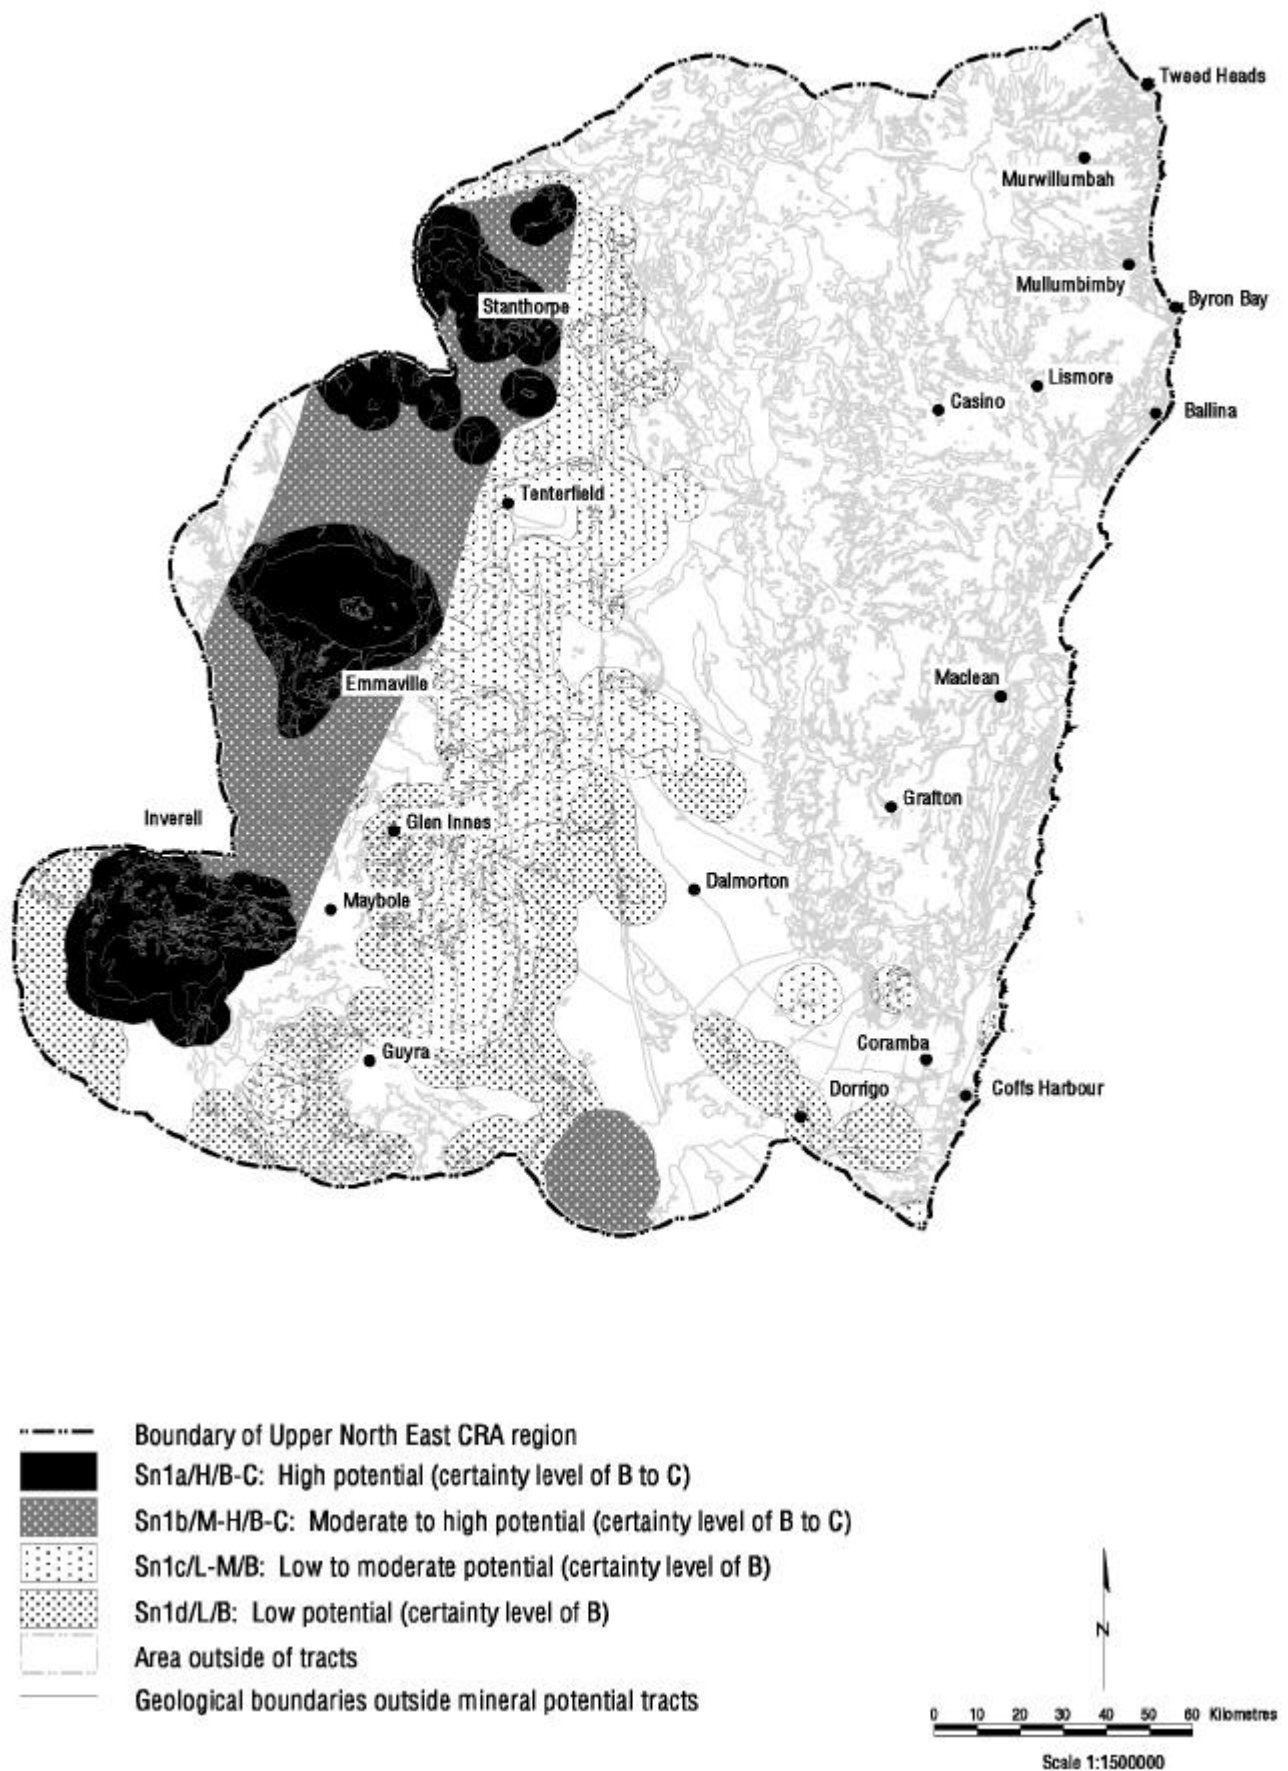 Tweed Heads
Murwillumbah
Mullumbimby
Byron Bay
Stanthorpe
Lismore
Casino
Ballina
Tenterfield
Emmaville
Maclean
Grafton
Inverell
Glen Innes
Dalmorton
Maybole
Guyra
Coramba
Dorrigo
Coffs Harbour
Boundary of Upper North East CRA region
Sn1a/H/B-C: High potential (certainty level of B to C)
Sn1b/M-H/B-C: Moderate to high potential (certainty level of B to C)
Sn1c/L-M/B: Low to moderate potential (certainty level of B)
Sn1d/L/B: Low potential (certainty level of B)
Area outside of tracts
Geological boundaries outside mineral potential tracts
N
0 10 20 30 40 50 60 Kilometres
Scale 1:1500000